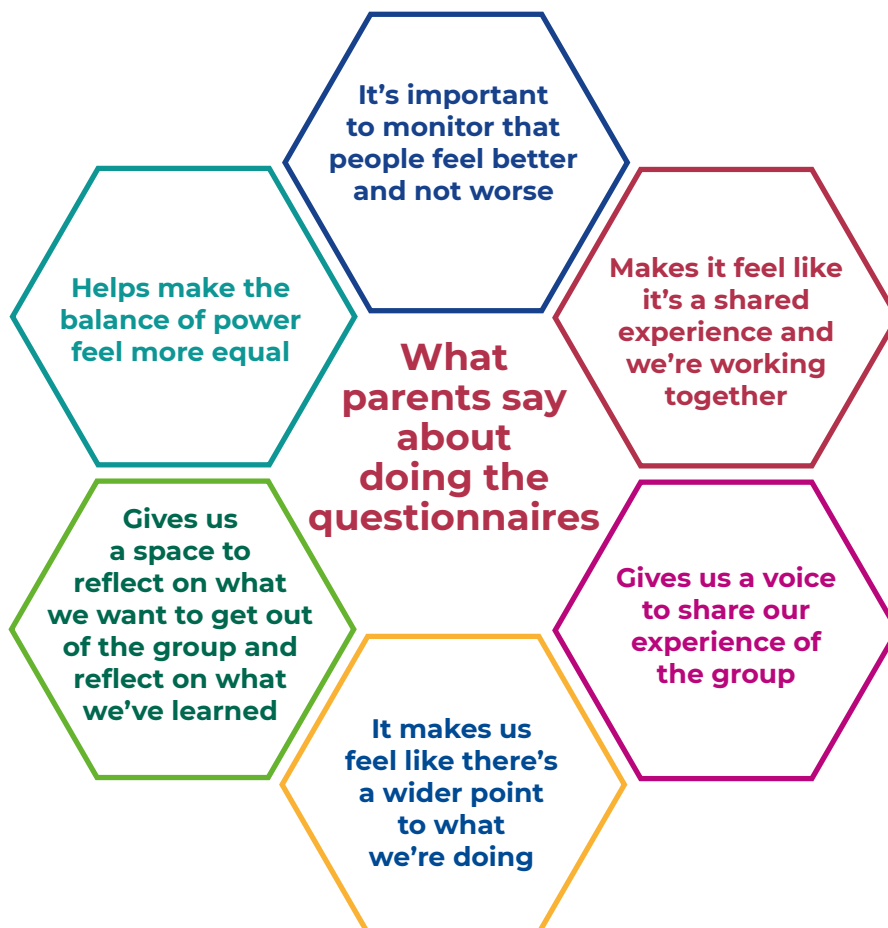 It's important
to monitor that
people feel better
and not worse
Makes it feel like
it's a shared
experience and
we're working
together
Gives us a voice
to share our
experience of
the group
It makes us
feel like there's
a wider point
to what
we're doing
Gives us
a space to
reflect on what
we want to get out
of the group and
reflect on what
we've learned
Helps make the
balance of power
feel more equal
What
parents say
about
doing the
questionnaires